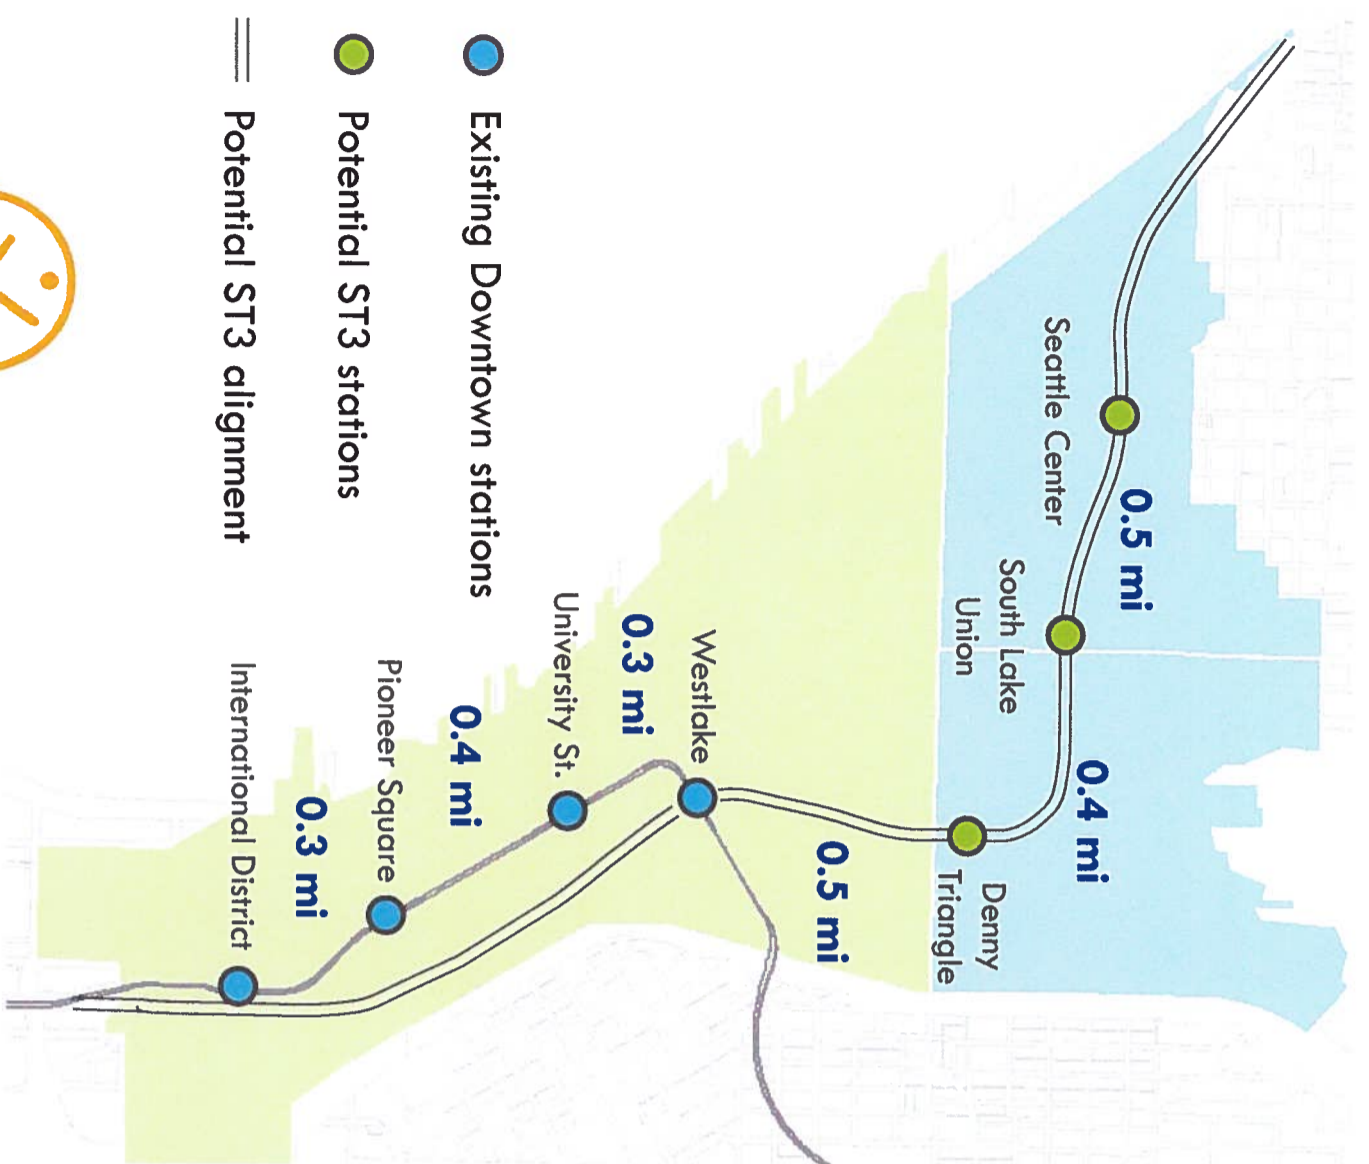 0.5 mi
0.4 mi
Seattle Center
South Lake
Union
Denny
Triangle
0.5 mi
Westlake
0.3 mi
University St.
0.4 mi
Pioneer Square
0.3 mi
International District
Existing Downtown stations
Potential ST3 stations
Potential ST3 alignment